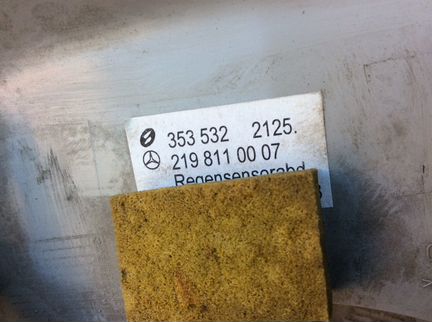 353 532 2125.
219 811 00 07
Regensensorabd